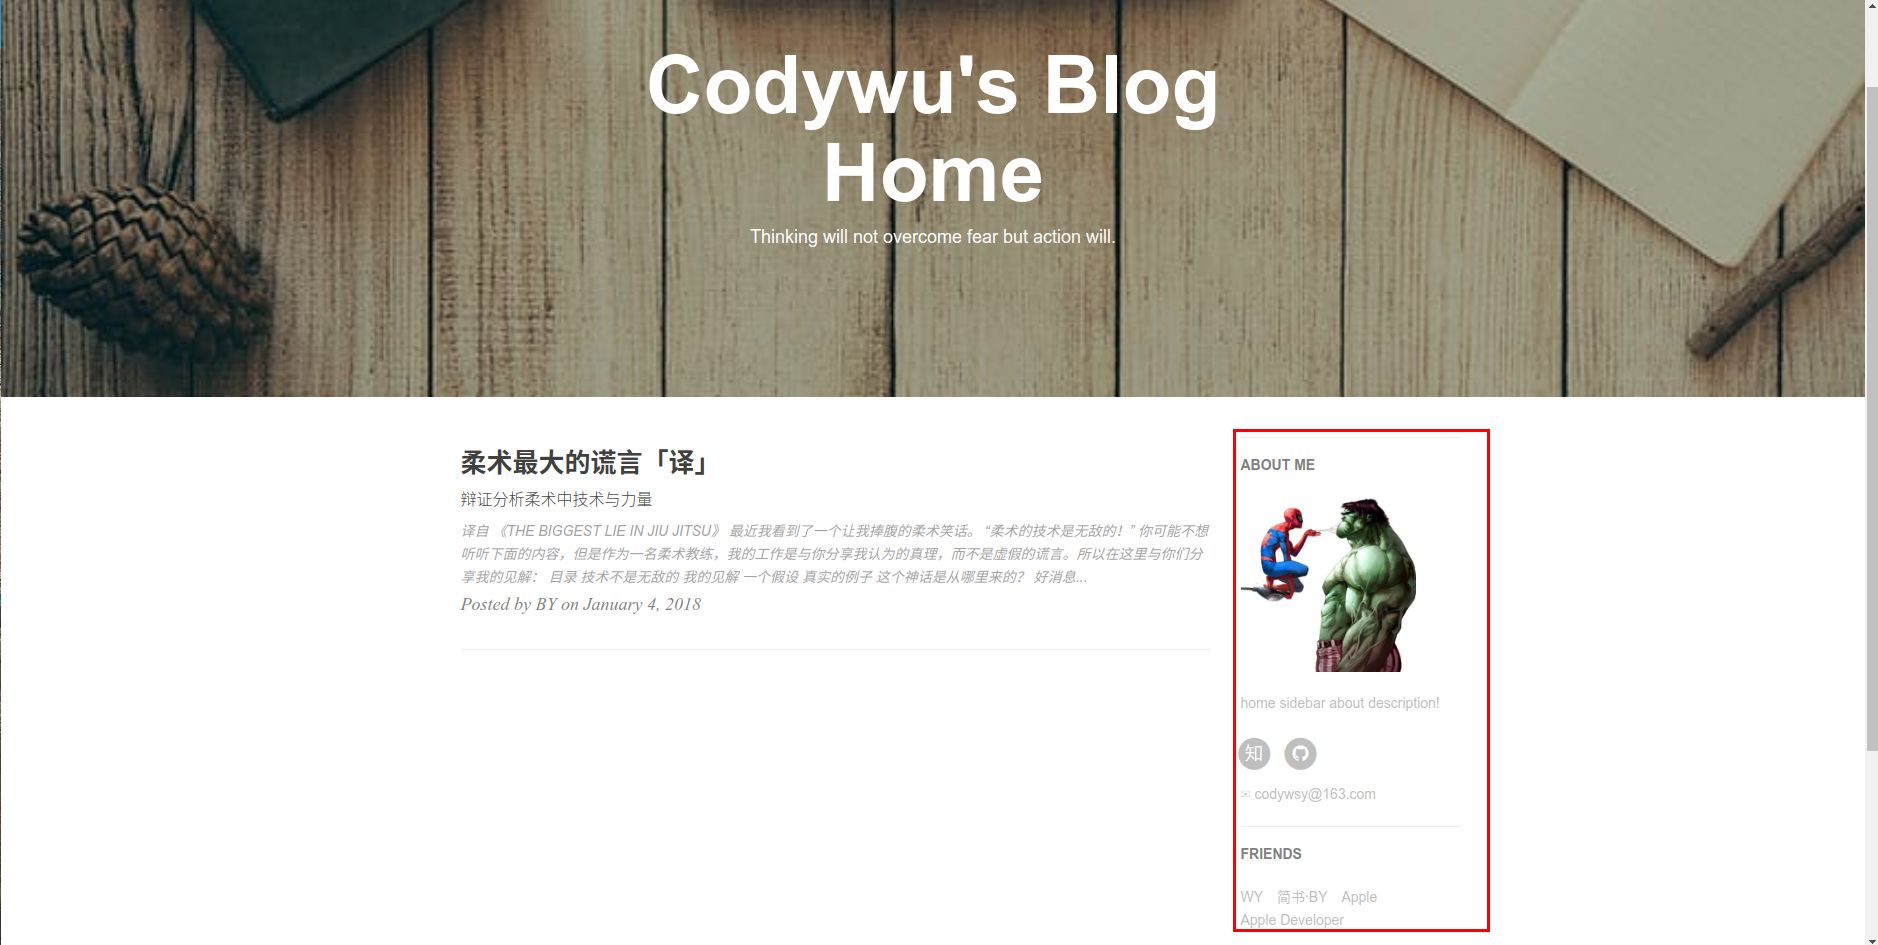 Codywu's Blog
Home
Thinking will not overcome fear but action will.
柔术最大的谎言「译」
辩证分析柔术中技术与力量
译自 《THE BIGGEST LIE IN JIU JITSU》 最近我看到了一个让我捧腹的柔术笑话。 “柔术的技术是无敌的！” 你可能不想
听听下面的内容，但是作为一名柔术教练，我的工作是与你分享我认为的真理，而不是虚假的谎言。所以在这里与你们分
享我的见解： 目录 技术不是无敌的 我的见解 一个假设 真实的例子 这个神话是从哪里来的？ 好消息...
Posted by BY on January 4, 2018
ABOUT ME
home sidebar about description!
知
codywsy@163.com
FRIENDS
WY 简书·BY Apple
Apple Developer